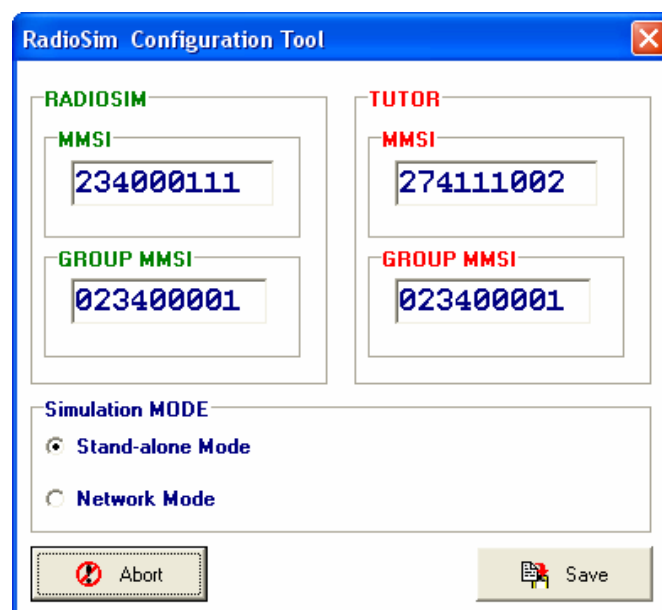 RadioSim Configuration Tool
RADIOSIM
MMSI
234000111
GROUP MMSI
023400001
TUTOR
MMSI
274111002
GROUP MMSI
023400001
Simulation MODE
Stand-alone Mode
Network Mode
Abort
Save